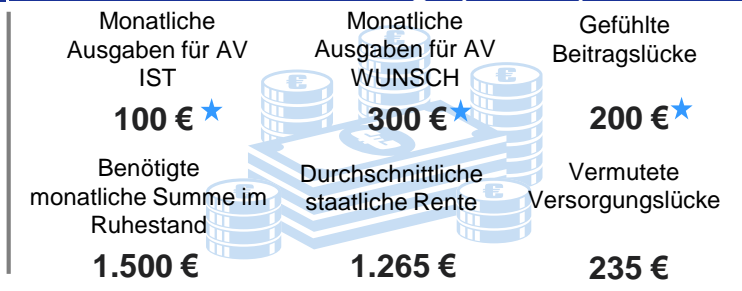 Monatliche
Ausgaben für AV
IST
100 €
Monatliche
Ausgaben für AV
WUNSCH
300 €
Gefühlte
Beitragslücke
200 €
Benötigte
monatliche Summe im
Ruhestand
1.500 €
Durchschnittliche
staatliche Rente
1.265 €
Vermutete
Versorgungslücke
235 €